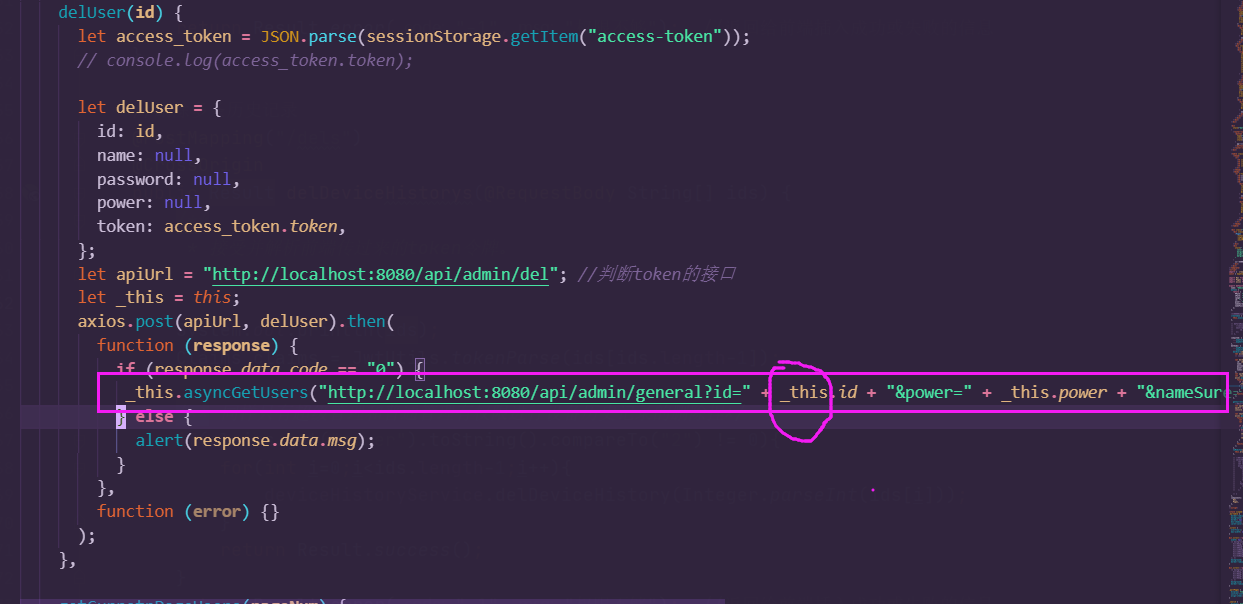 delUser(id) {
let access_token = JSON.parse(sessionStorage.getItem("access-token"));
// console.log(access_token.token);
let delUser = {
id: id,
name: null,
password: null,
power: null,
token: access_token.token,
};
let apiUrl = "http://localhost:8080/api/admin/del"; //判断token的接口
let _this = this;
axios.post(apiUrl, delUser).then(
function (response) {
if (response.data.code == "0") {
_this.asyncGetUsers("http://localhost:8080/api/admin/general?id=" + _this.id + "&power=" + _this.power + "&nameSure
} else {
alert(response.data.msg);
}
},
function (error) {}
);
},